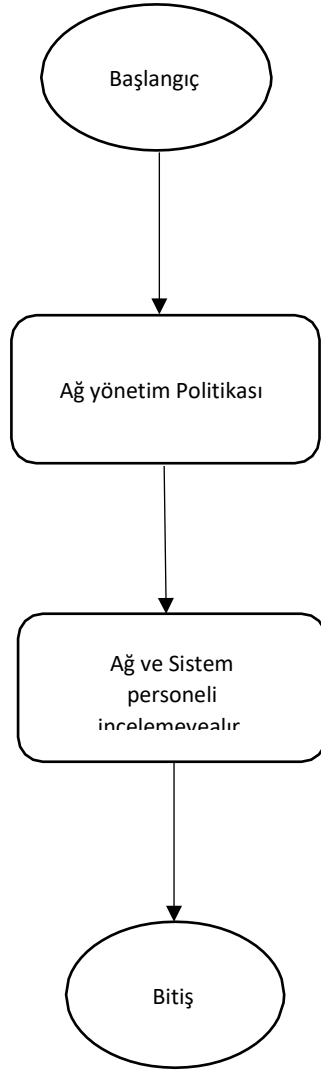 Başlangıç
Ağ yönetim Politikası
Ağ ve Sistem
personeli
incelemeyealır
Bitiş